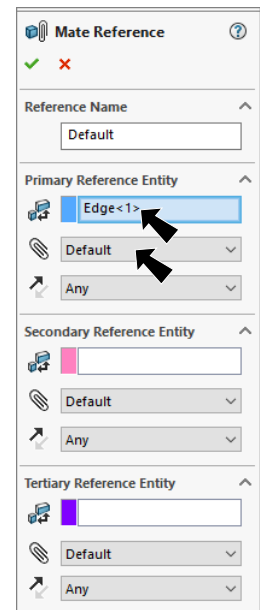 Mate Reference
Reference Name
Default
Primary Reference Entity
Edge<1>
Default
Any
Secondary Reference Entity
Default
Any
Tertiary Reference Entity
Default
Any